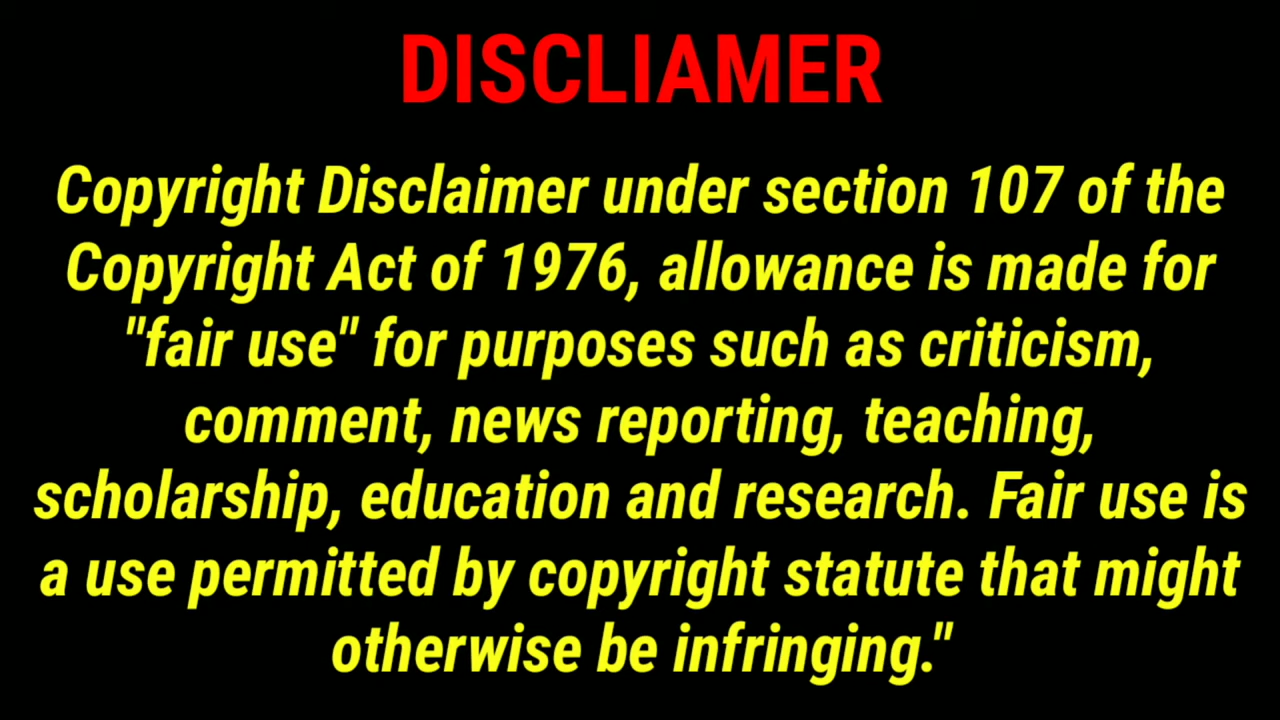 DISCLIAMER
Copyright Disclaimer under section 107 of the
Copyright Act of 1976, allowance is made for
"fair use" for purposes such as criticism,
comment, news reporting, teaching,
scholarship, education and research. Fair use is
a use permitted by copyright statute that might
otherwise be infringing."